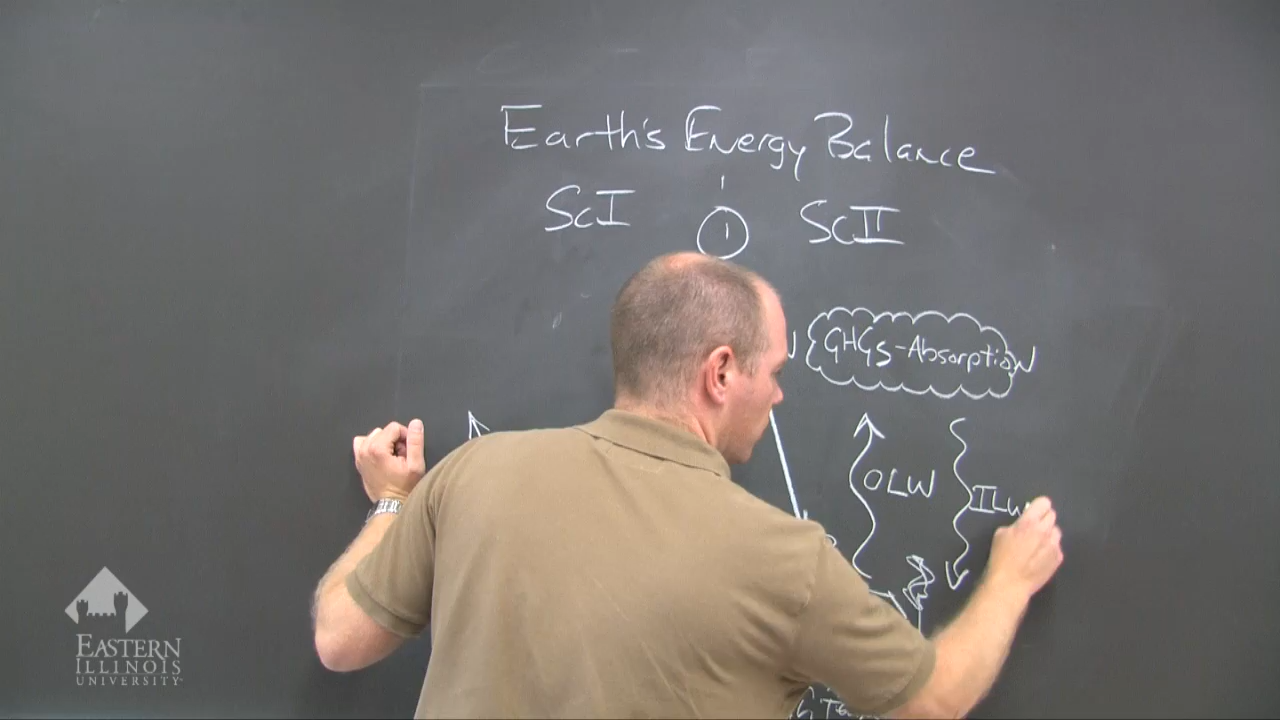 Earth's Energy Balance
ScI 1 ScII
GHGs-Absorption
OLW ILW
EASTERN
ILLINOIS
UNIVERSITY